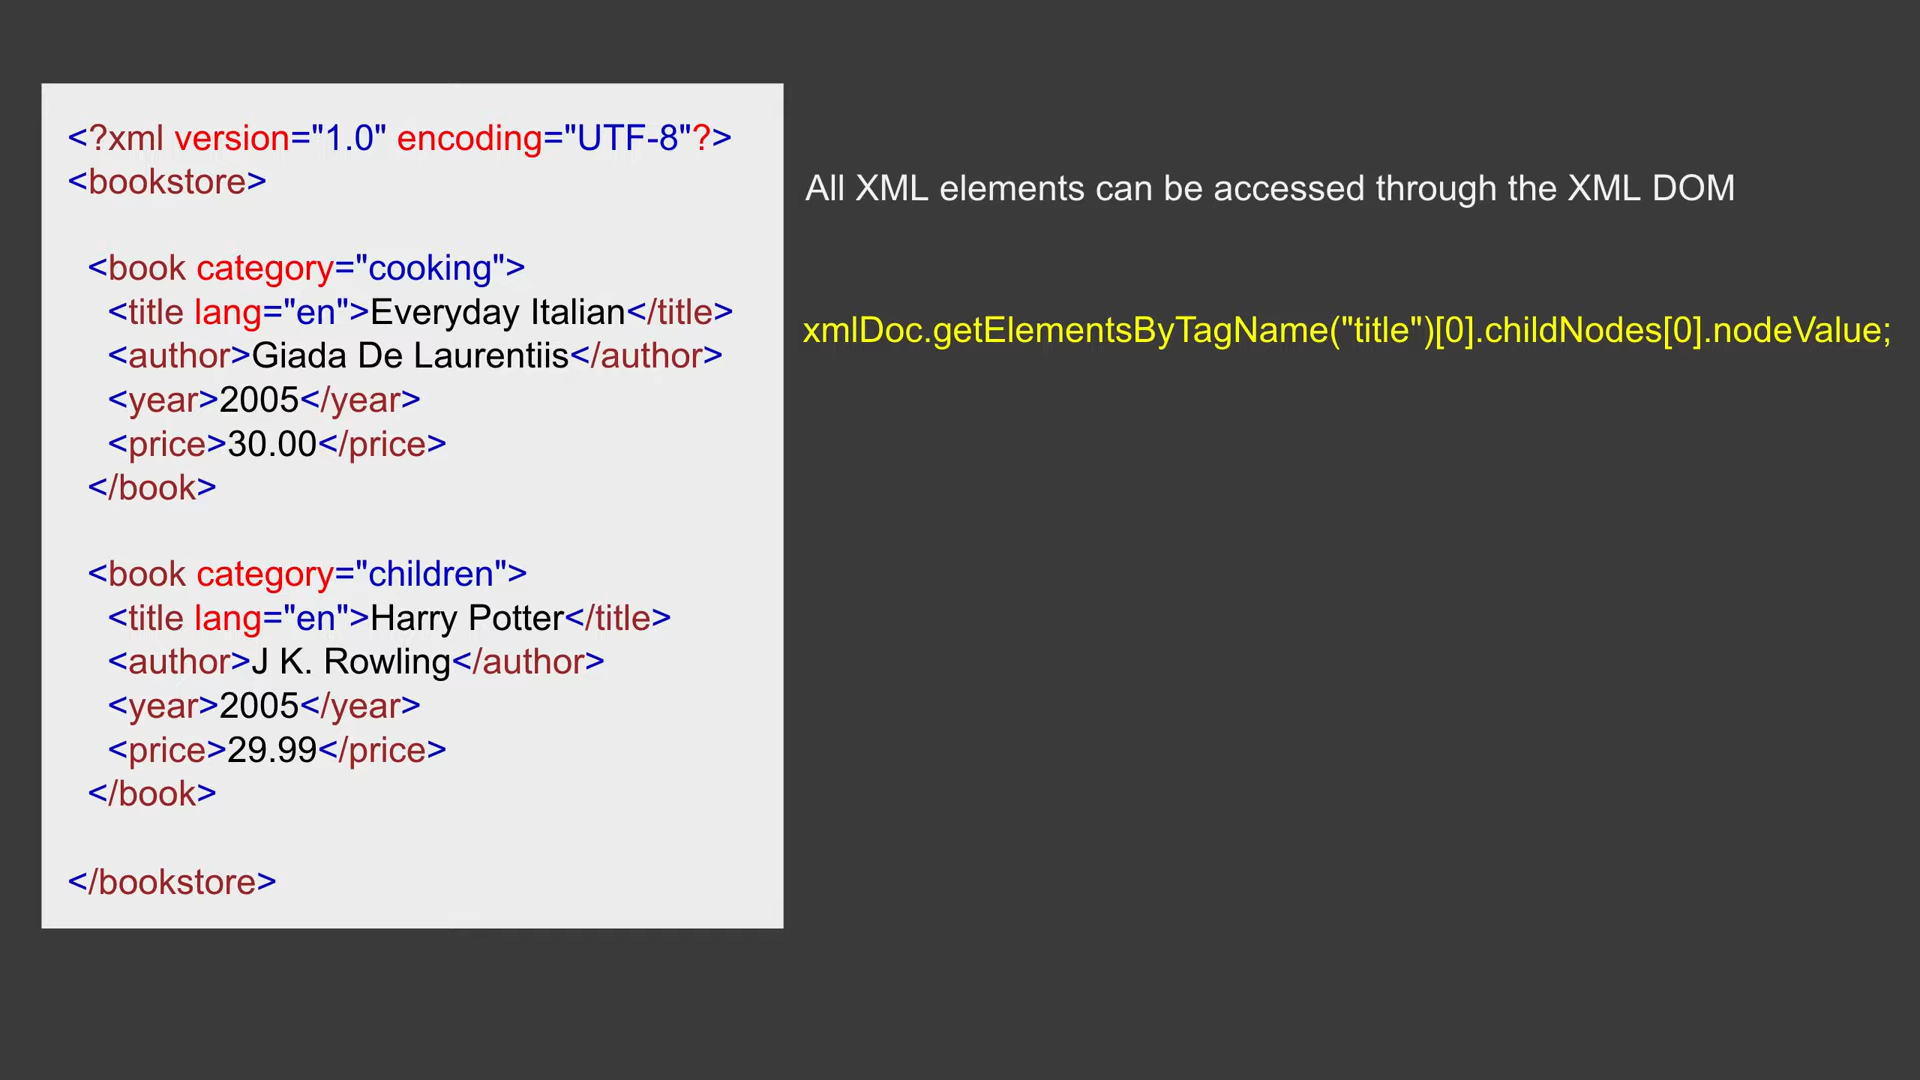 <?xml version="1.0" encoding="UTF-8"?>
<bookstore>
<book category="cooking">
<title lang="en">Everyday Italian</title>
<author>Giada De Laurentiis</author>
<year>2005</year>
<price>30.00</price>
</book>
<book category="children">
<title lang="en">Harry Potter</title>
<author>J K. Rowling</author>
<year>2005</year>
<price>29.99</price>
</book>
</bookstore>
All XML elements can be accessed through the XML DOM
xmlDoc.getElementsByTagName("title")[0].childNodes[0].nodeValue;